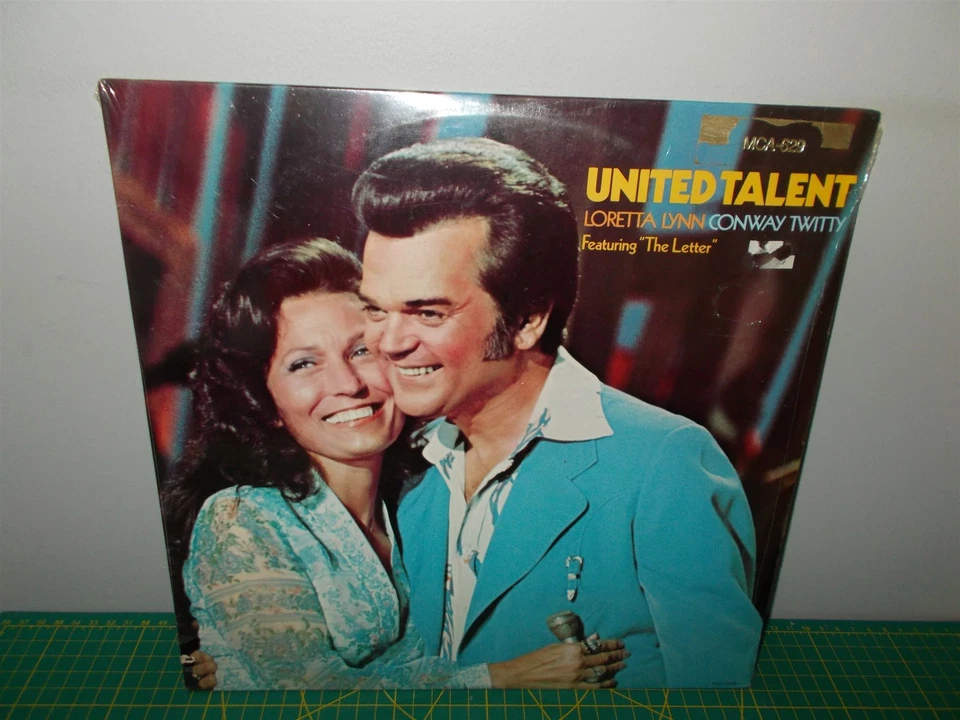 MCA-629
UNITED TALENT
LORETTA LYNN CONWAY TWITTY
Featuring "The Letter"